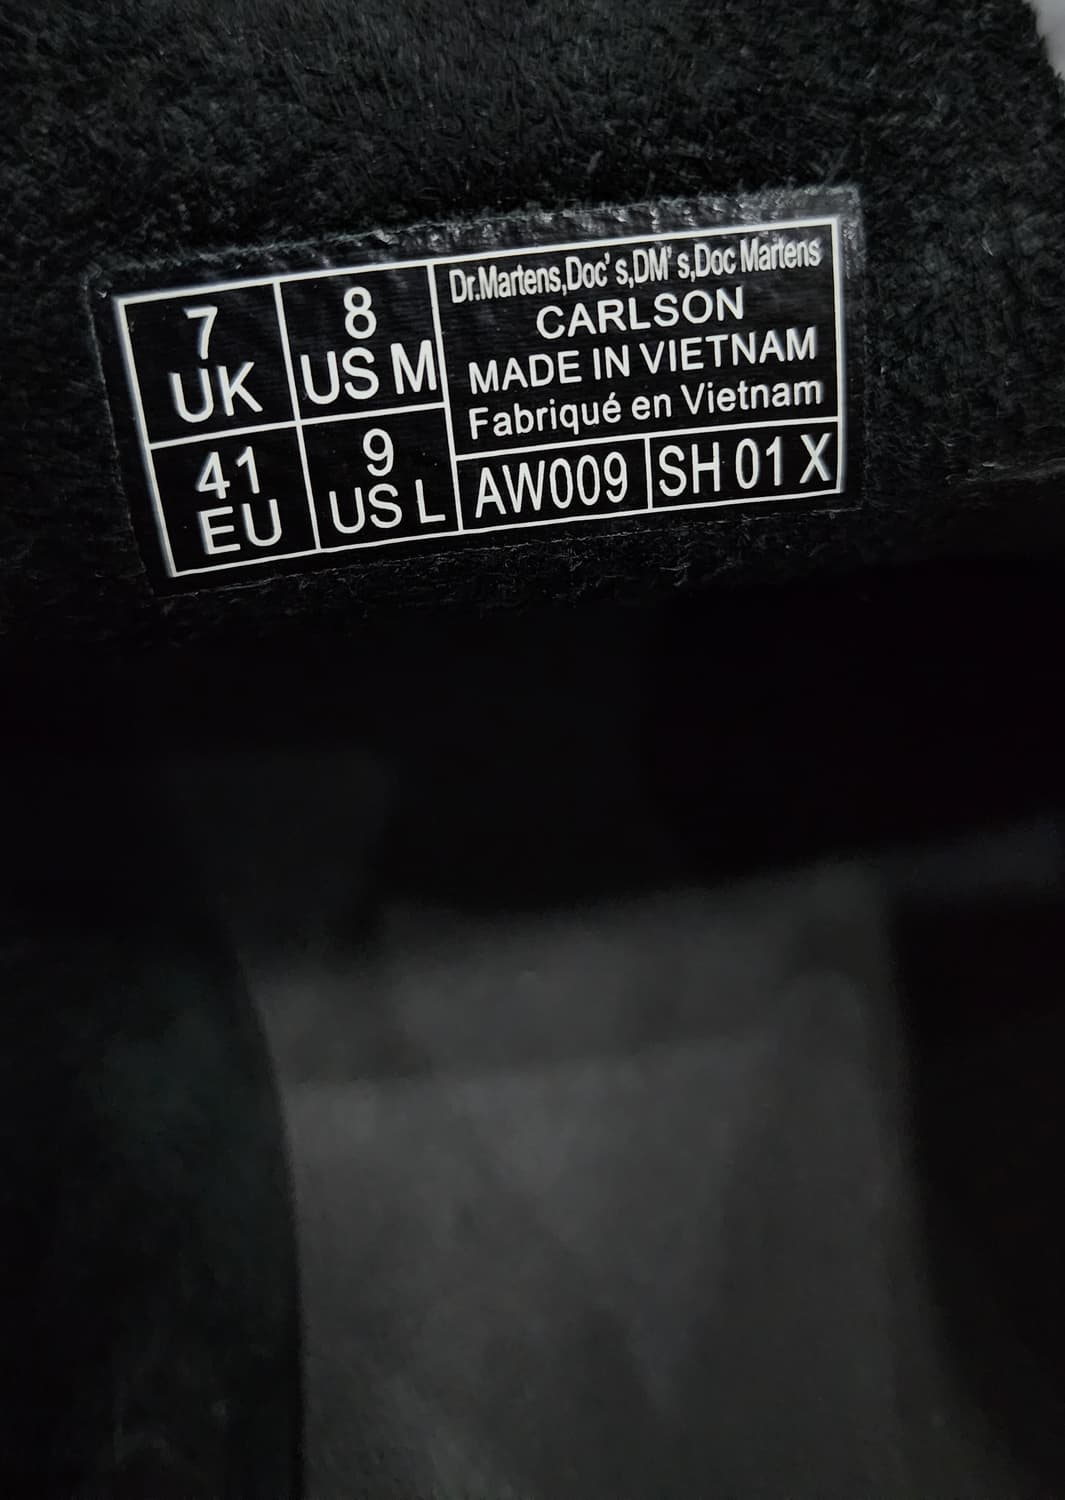 7
UK
8
US M
41
EU
9
US L
Dr.Martens,Doc's,DM's,Doc Martens
CARLSON
MADE IN VIETNAM
Fabriqué en Vietnam
AW009
SH 01 X